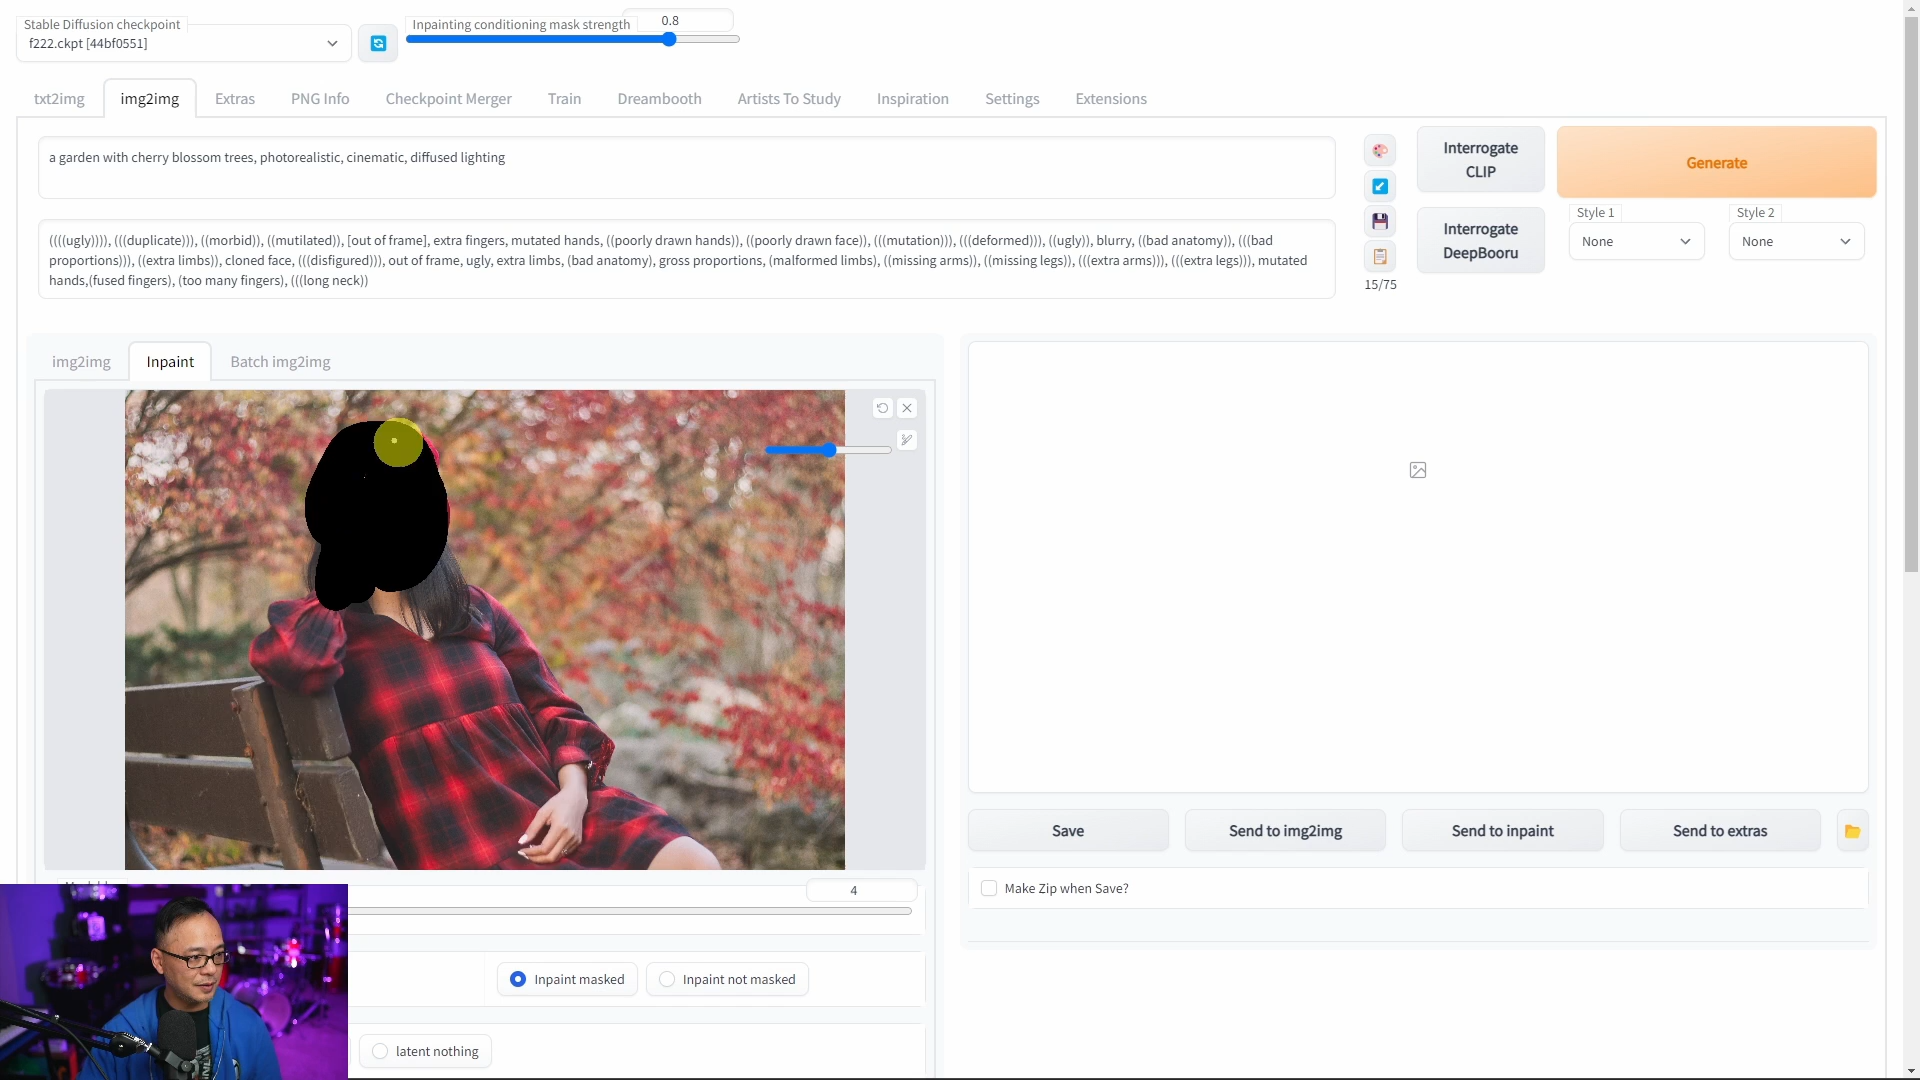 Stable Diffusion checkpoint
f222.ckpt [44bf0551]
Inpainting conditioning mask strength
0.8
txt2img
img2img
Extras
PNG Info
Checkpoint Merger
Train
Dreambooth
Artists To Study
Inspiration
Settings
Extensions
a garden with cherry blossom trees, photorealistic, cinematic, diffused lighting
((((ugly)))), (((duplicate))), ((morbid)), ((mutilated)), [out of frame], extra fingers, mutated hands, ((poorly drawn hands)), ((poorly drawn face)), (((mutation))), (((deformed))), ((ugly)), blurry, ((bad anatomy)), (((bad
proportions))), ((extra limbs)), cloned face, (((disfigured))), out of frame, ugly, extra limbs, (bad anatomy), gross proportions, (malformed limbs), ((missing arms)), ((missing legs)), (((extra arms))), (((extra legs))), mutated
hands,(fused fingers), (too many fingers), (((long neck))
15/75
Interrogate
CLIP
Interrogate
DeepBooru
Generate
Style 1
None
Style 2
None
img2img
Inpaint
Batch img2img
4
Inpaint masked
Inpaint not masked
latent nothing
Save
Send to img2img
Send to inpaint
Send to extras
Make Zip when Save?